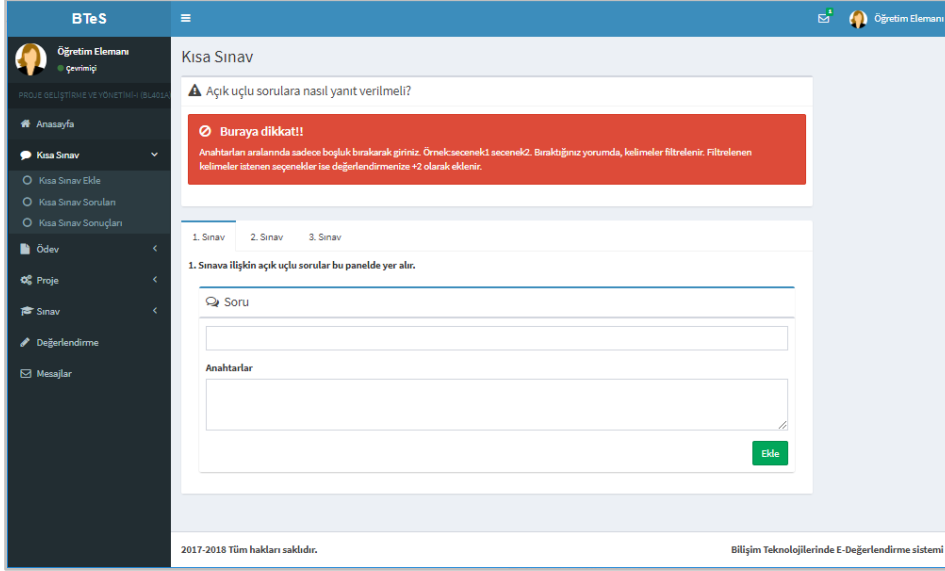 BTeS
1
Öğretim Elemanı
Öğretim Elemanı
Çevrimiçi
PROJE GELİŞTİRME VE YÖNETİMİ-I (BL401A)
Anasayfa
Kısa Sınav
Kısa Sınav Ekle
Kısa Sınav Soruları
Kısa Sınav Sonuçları
Ödev
Proje
Sınav
Değerlendirme
Mesajlar
Kısa Sınav
Açık uçlu sorulara nasıl yanıt verilmeli?
Buraya dikkat!!
Anahtarları aralarında sadece boşluk bırakarak giriniz. Örnek:secenek1 secenek2. Bıraktığınız yorumda, kelimeler filtrelenir. Filtrelenen
kelimeler istenen seçenekler ise değerlendirmenize +2 olarak eklenir.
1. Sınav 2. Sınav 3. Sınav
1. Sınava ilişkin açık uçlu sorular bu panelde yer alır.
Soru
Anahtarlar
Ekle
2017-2018 Tüm hakları saklıdır.
Bilişim Teknolojilerinde E-Değerlendirme sistemi